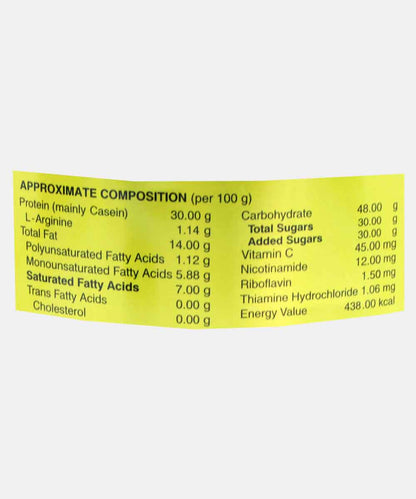 APPROXIMATE COMPOSITION (per 100 g)
Protein (mainly Casein) 30.00 g
L-Arginine 1.14 g
Total Fat 14.00 g
Polyunsaturated Fatty Acids 1.12 g
Monounsaturated Fatty Acids 5.88 g
Saturated Fatty Acids 7.00 g
Trans Fatty Acids 0.00 g
Cholesterol 0.00 g
Carbohydrate 48.00 g
Total Sugars 30.00 g
Added Sugars 30.00 g
Vitamin C 45.00 mg
Nicotinamide 12.00 mg
Riboflavin 1.50 mg
Thiamine Hydrochloride 1.06 mg
Energy Value 438.00 kcal